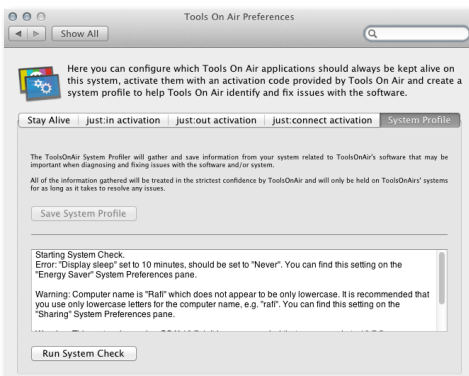 Tools On Air Preferences
Show All
Here you can configure which Tools On Air applications should always be kept alive on
this system, activate them with an activation code provided by Tools On Air and create a
system profile to help Tools On Air identify and fix issues with the software.
Stay Alive just:in activation just:out activation just:connect activation System Profile
The ToolsOnAir System Profiler will gather and save information from your system related to ToolsOnAir's software that may be
important when diagnosing and fixing issues with the software and/or system.
All of the information gathered will be treated in the strictest confidence by ToolsOnAir and will only be held on ToolsOnAirs' systems
for as long as it takes to resolve any issues.
Save System Profile
Starting System Check.
Error: "Display sleep" set to 10 minutes, should be set to "Never". You can find this setting on the
"Energy Saver" System Preferences pane.
Warning: Computer name is "Rafi" which does not appear to be only lowercase. It is recommended that
you use only lowercase letters for the computer name, e.g. "rafi". You can find this setting on the
"Sharing" System Preferences pane.
Run System Check